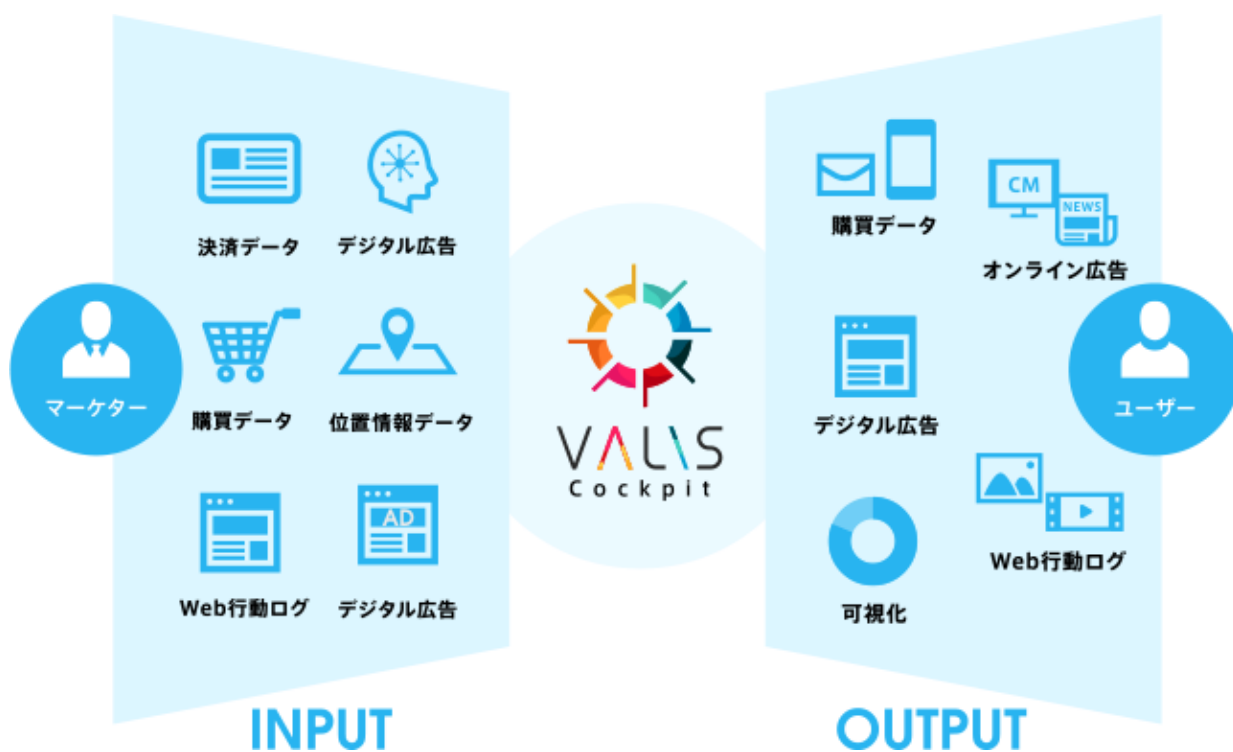 決済データ
デジタル広告
マーケター
購買データ
位置情報データ
AD
Web行動ログ
デジタル広告
INPUT
VALIS
Cockpit
購買データ
CM
NEWS
オンライン広告
デジタル広告
ユーザー
可視化
Web行動ログ
OUTPUT